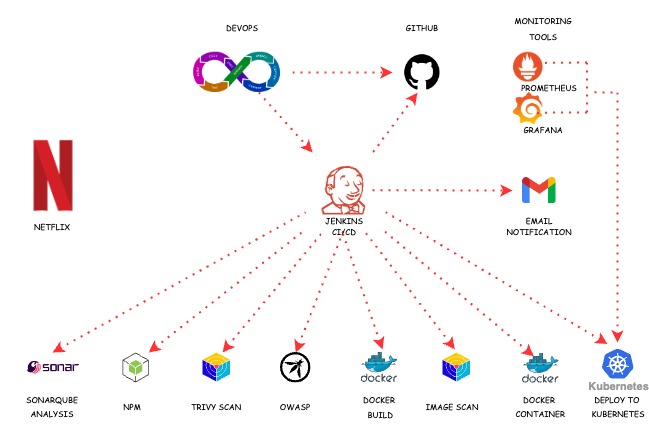 DEVOPS
GITHUB
MONITORING
TOOLS
PROMETHEUS
GRAFANA
NETFLIX
JENKINS
CI:CD
EMAIL
NOTIFICATION
sonar
docker
docker
Kubernetes
SONARQUBE
ANALYSIS
NPM
TRIVY SCAN
OWASP
DOCKER
BUILD
IMAGE SCAN
DOCKER
CONTAINER
DEPLOY TO
KUBERNETES